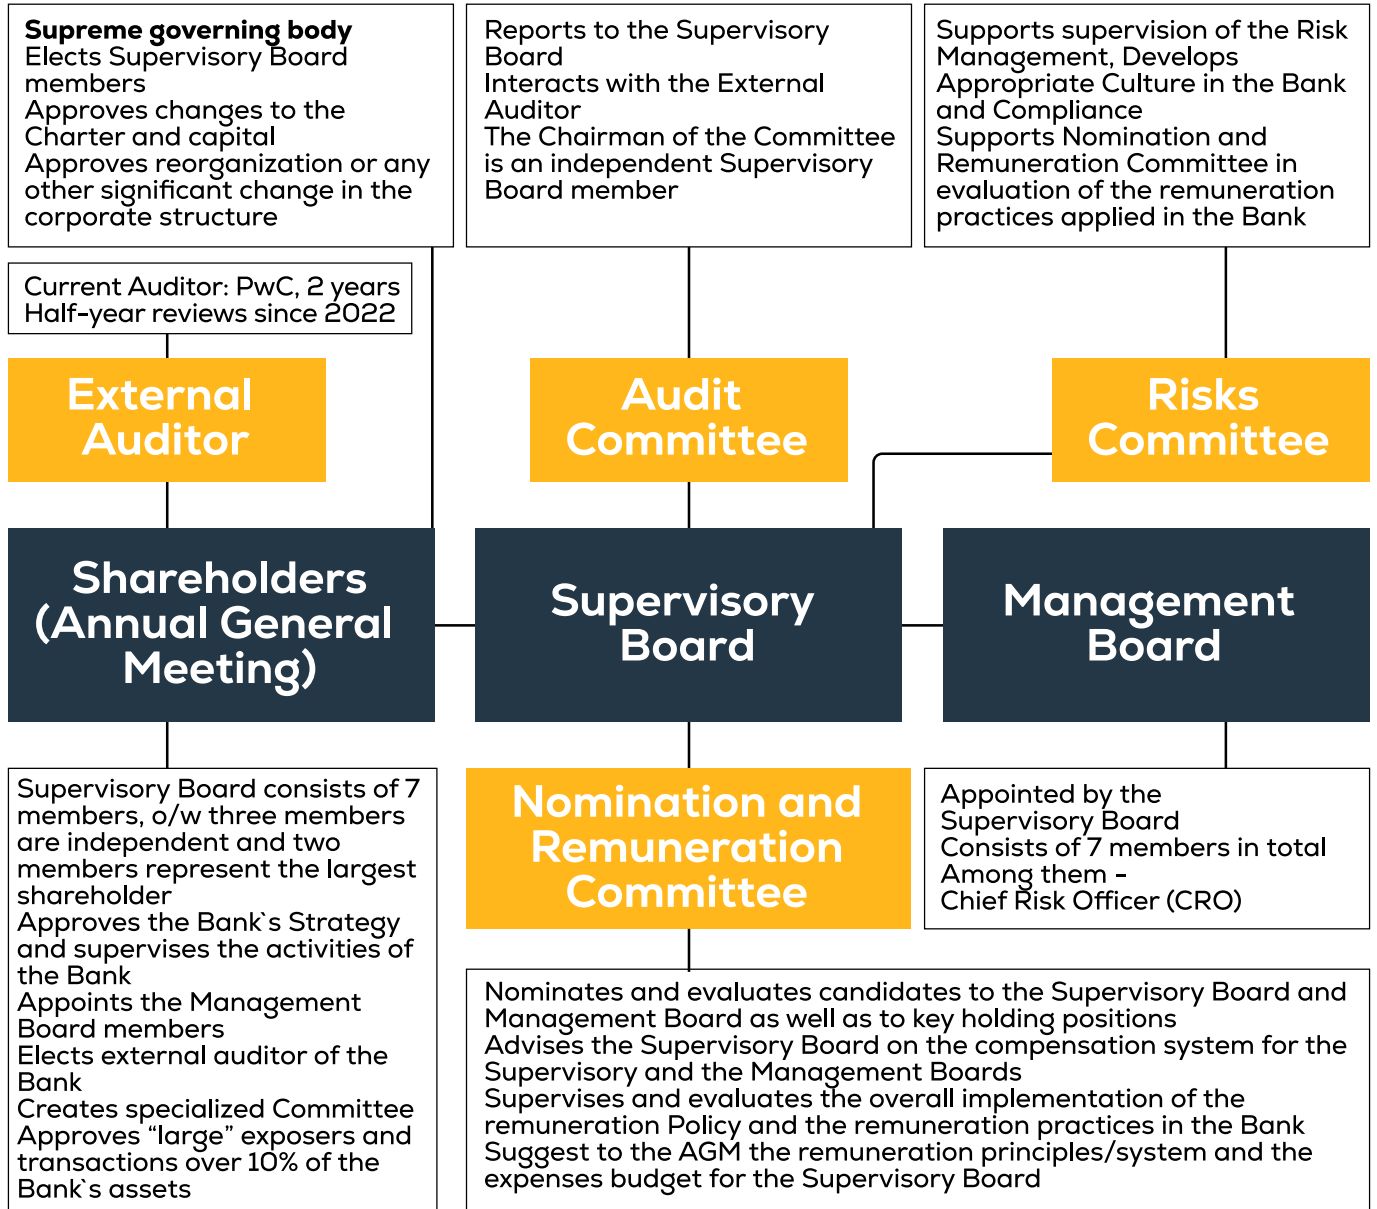 Supreme governing body
Elects Supervisory Board
members
Approves changes to the
Charter and capital
Approves reorganization or any
other significant change in the
corporate structure
Reports to the Supervisory
Board
Interacts with the External
Auditor
The Chairman of the Committee
is an independent Supervisory
Board member
Supports supervision of the Risk
Management, Develops
Appropriate Culture in the Bank
and Compliance
Supports Nomination and
Remuneration Committee in
evaluation of the remuneration
practices applied in the Bank
Current Auditor: PwC, 2 years
Half-year reviews since 2022
External
Auditor
Audit
Committee
Risks
Committee
Shareholders
(Annual General
Meeting)
Supervisory
Board
Management
Board
Supervisory Board consists of 7
members, o/w three members
are independent and two
members represent the largest
shareholder
Approves the Bank`s Strategy
and supervises the activities of
the Bank
Appoints the Management
Board members
Elects external auditor of the
Bank
Creates specialized Committee
Approves “large” exposers and
transactions over 10% of the
Bank`s assets
Nomination and
Remuneration
Committee
Appointed by the
Supervisory Board
Consists of 7 members in total
Among them -
Chief Risk Officer (CRO)
Nominates and evaluates candidates to the Supervisory Board and
Management Board as well as to key holding positions
Advises the Supervisory Board on the compensation system for the
Supervisory and the Management Boards
Supervises and evaluates the overall implementation of the
remuneration Policy and the remuneration practices in the Bank
Suggest to the AGM the remuneration principles/system and the
expenses budget for the Supervisory Board